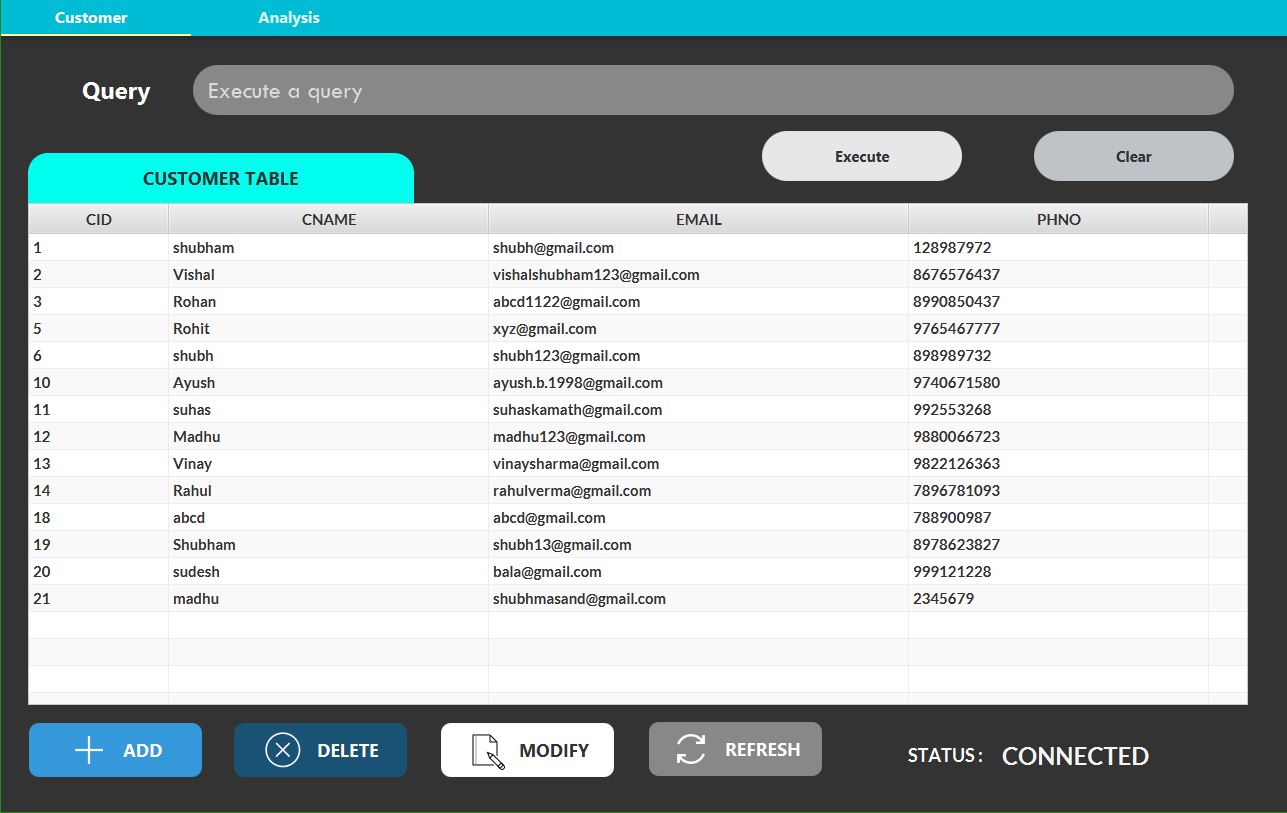 Customer Analysis
Query Execute a query
Execute Clear
CUSTOMER TABLE
CID CNAME EMAIL PHNO
1 shubham shubh@gmail.com 128987972
2 Vishal vishalshubham123@gmail.com 8676576437
3 Rohan abcd1122@gmail.com 8990850437
5 Rohit xyz@gmail.com 9765467777
6 shubh shubh123@gmail.com 898989732
10 Ayush ayush.b.1998@gmail.com 9740671580
11 suhas suhaskamath@gmail.com 992553268
12 Madhu madhu123@gmail.com 9880066723
13 Vinay vinaysharma@gmail.com 9822126363
14 Rahul rahulverma@gmail.com 7896781093
18 abcd abcd@gmail.com 788900987
19 Shubham shubh13@gmail.com 8978623827
20 sudesh bala@gmail.com 999121228
21 madhu shubhmasand@gmail.com 2345679
ADD DELETE MODIFY REFRESH STATUS : CONNECTED